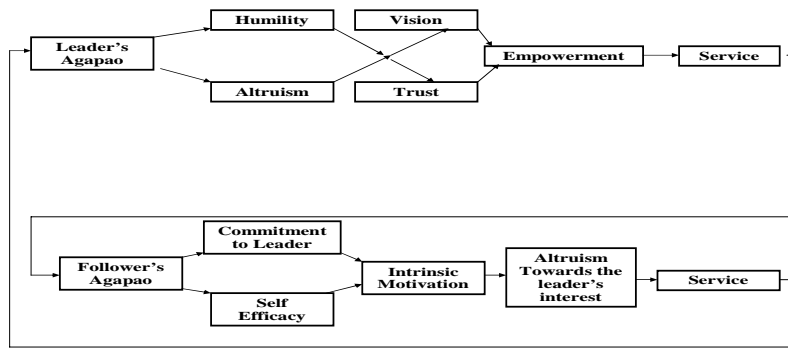 Humility
Vision
Leader's
Agapao
Empowerment
Service
Altruism
Trust
Commitment
to Leader
Follower's
Agapao
Intrinsic
Motivation
Altruism
Towards the
leader's
interest
Service
Self
Efficacy